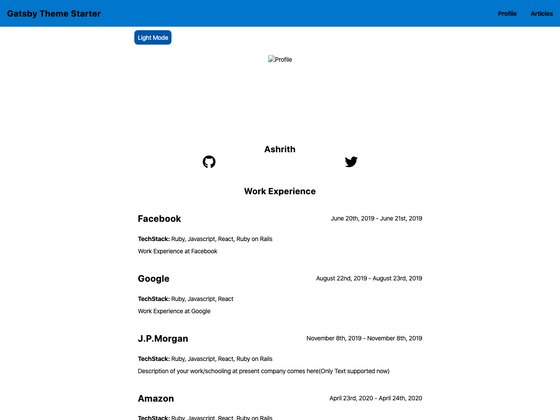 Gatsby Theme Starter
Profile Articles
Light Mode
Profile
Ashrith
Work Experience
Facebook June 20th, 2019 - June 21st, 2019
TechStack: Ruby, Javascript, React, Ruby on Rails
Work Experience at Facebook
Google August 22nd, 2019 - August 23rd, 2019
TechStack: Ruby, Javascript, React
Work Experience at Google
J.P.Morgan November 8th, 2019 - November 8th, 2019
TechStack: Ruby, Javascript, React, Ruby on Rails
Description of your work/schooling at present company comes here(Only Text supported now)
Amazon April 23rd, 2020 - April 24th, 2020
TechStack: Ruby, Javascript, React, Ruby on Rails